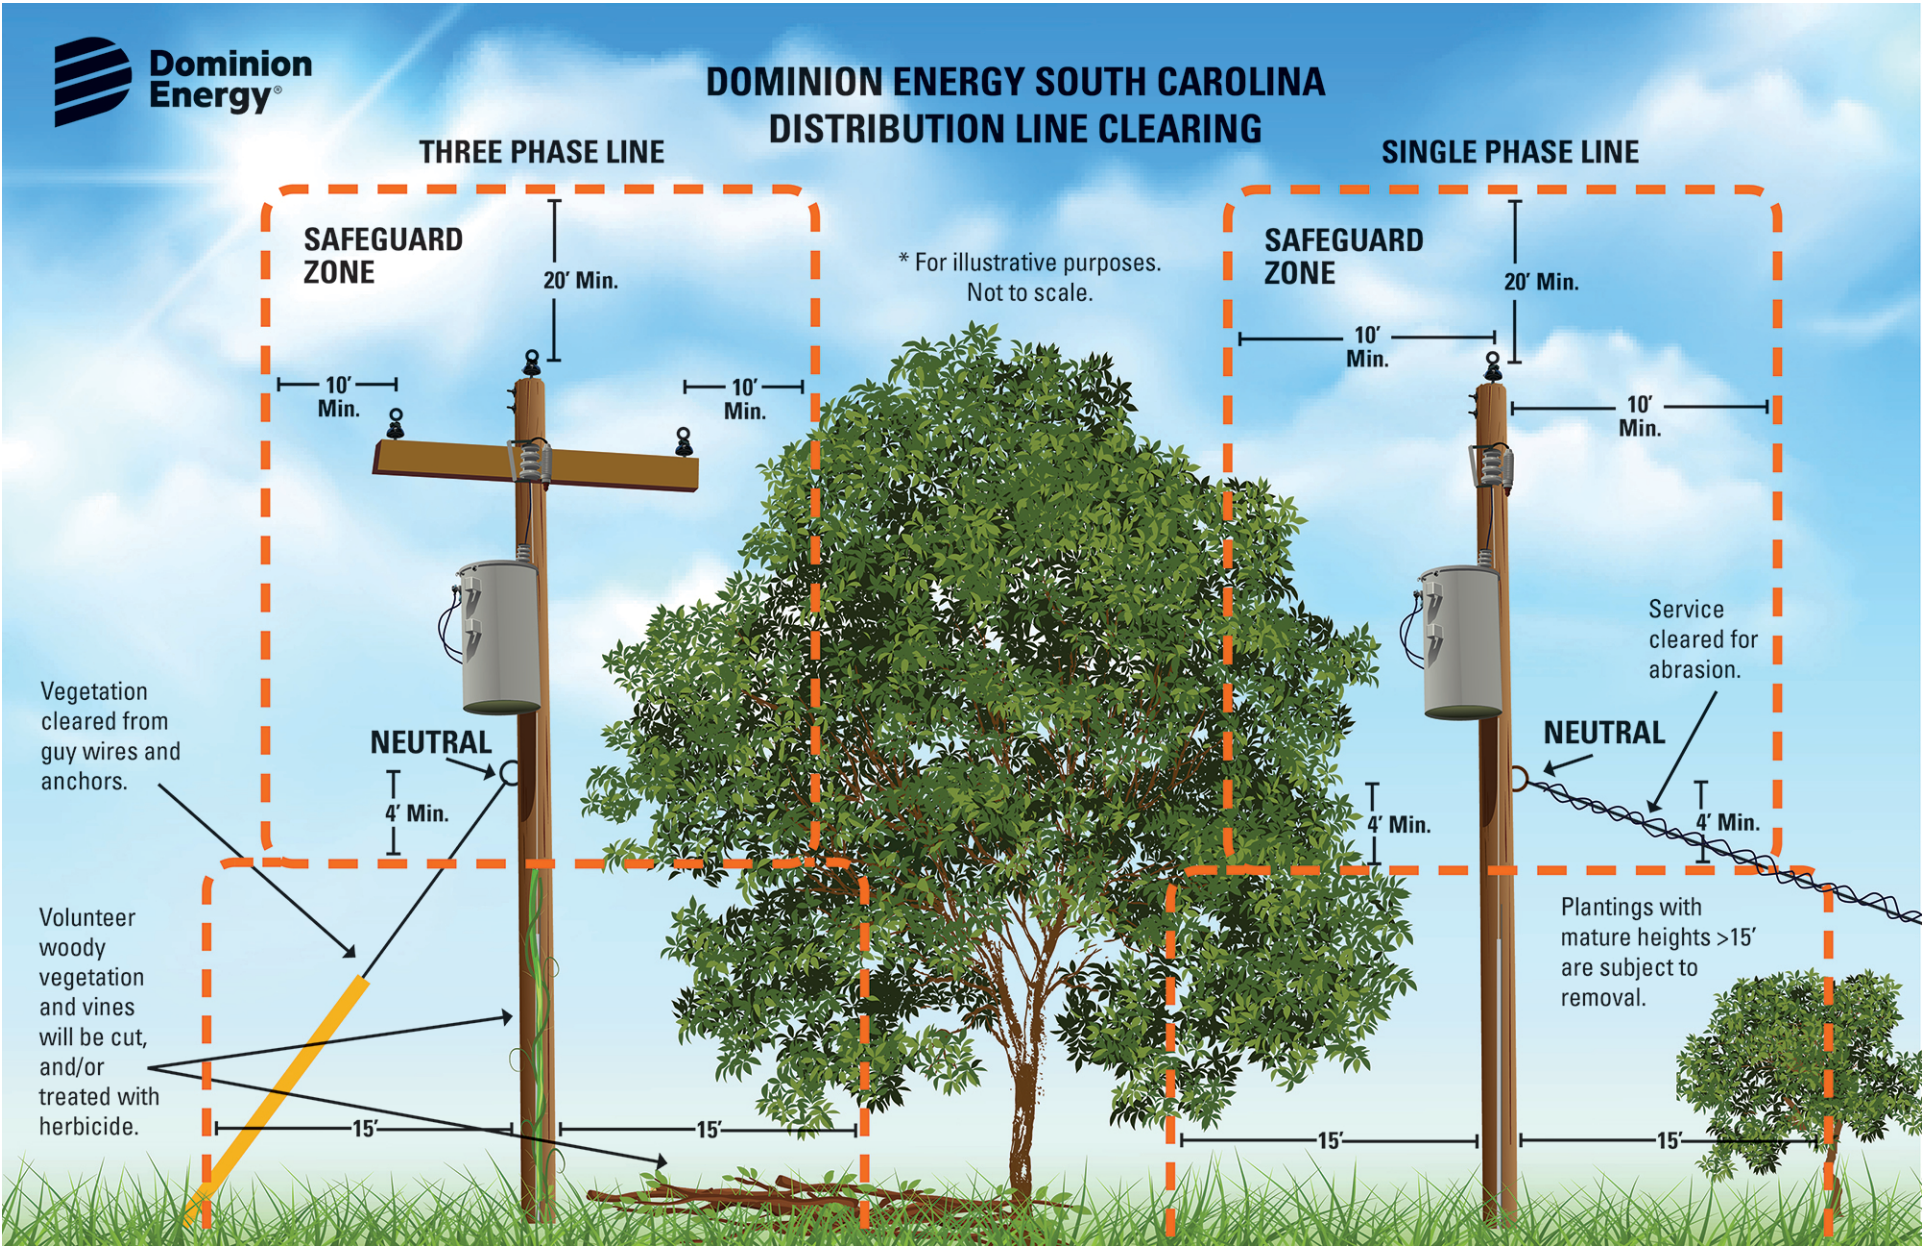 Dominion
Energy®
DOMINION ENERGY SOUTH CAROLINA
DISTRIBUTION LINE CLEARING
THREE PHASE LINE
SINGLE PHASE LINE
SAFEGUARD
ZONE
20' Min.
10'
Min.
10'
Min.
* For illustrative purposes.
Not to scale.
SAFEGUARD
ZONE
20' Min.
10'
Min.
10'
Min.
Vegetation
cleared from
guy wires and
anchors.
NEUTRAL
4' Min.
Service
cleared for
abrasion.
NEUTRAL
4' Min.
4' Min.
Volunteer
woody
vegetation
and vines
will be cut,
and/or
treated with
herbicide.
Plantings with
mature heights >15'
are subject to
removal.
15'
15'
15'
15'